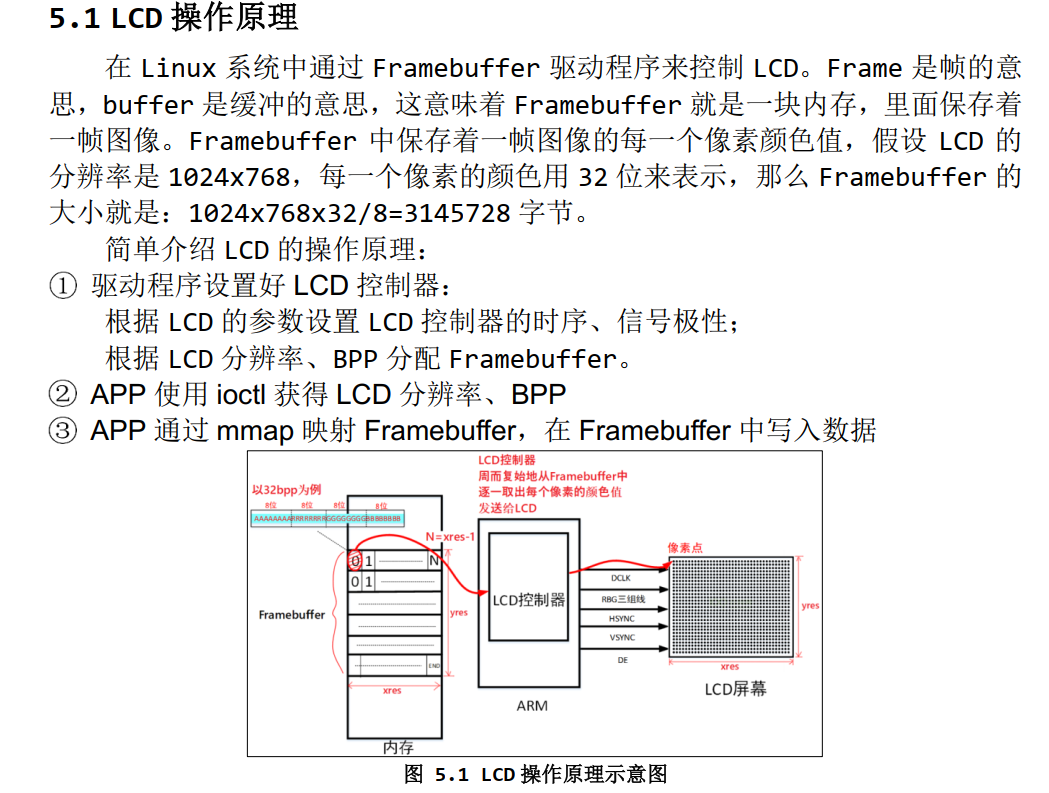 5.1 LCD 操作原理
在 Linux 系统中通过 Framebuffer 驱动程序来控制 LCD。Frame 是帧的意
思，buffer 是缓冲的意思，这意味着 Framebuffer 就是一块内存，里面保存着
一帧图像。Framebuffer 中保存着一帧图像的每一个像素颜色值，假设 LCD 的
分辨率是 1024x768，每一个像素的颜色用 32 位来表示，那么 Framebuffer 的
大小就是：1024x768x32/8=3145728 字节。
简单介绍 LCD 的操作原理：
① 驱动程序设置好 LCD 控制器：
根据 LCD 的参数设置 LCD 控制器的时序、信号极性；
根据 LCD 分辨率、BPP 分配 Framebuffer。
② APP 使用 ioctl 获得 LCD 分辨率、BPP
③ APP 通过 mmap 映射 Framebuffer，在 Framebuffer 中写入数据
LCD控制器
周而复始地从Framebuffer中
逐一取出每个像素的颜色值
发送给LCD
以32bpp为例
8位 8位 8位 8位
AAAAAAAARRRRRRRRGGGGGGGGBBBBBBBB
N=xres-1
0 1 N
0 1
Framebuffer
yres
END
xres
内存
LCD控制器
ARM
DCLK
RBG三组线
HSYNC
VSYNC
DE
像素点
yres
xres
LCD屏幕
图 5.1 LCD 操作原理示意图